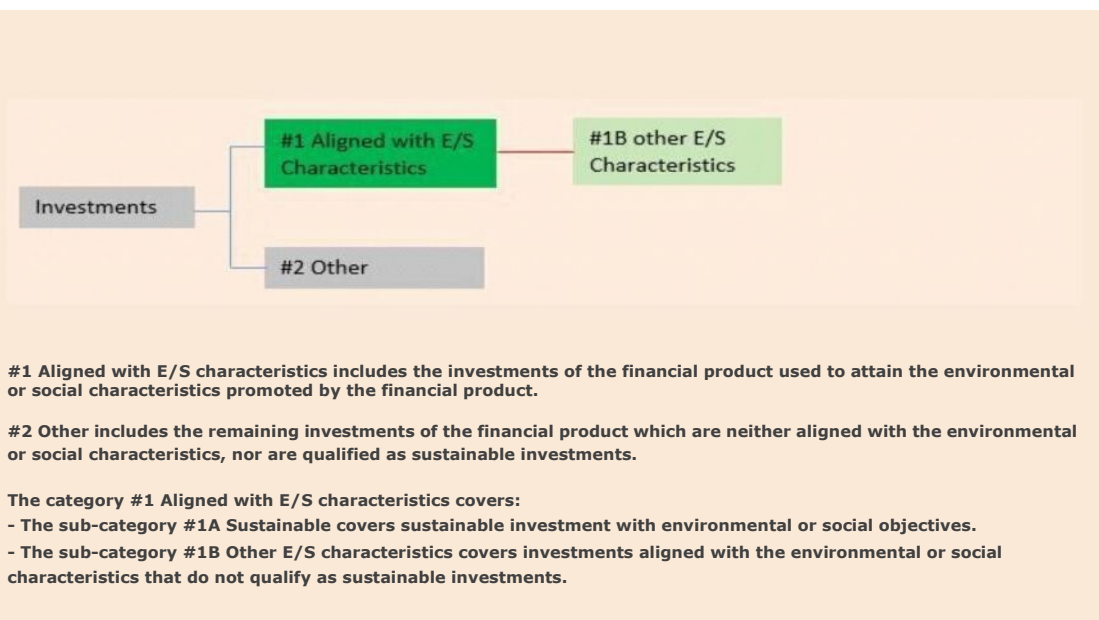 #1 Aligned with E/S
Characteristics
#1B other E/S
Characteristics
Investments
#2 Other
#1 Aligned with E/S characteristics includes the investments of the financial product used to attain the environmental
or social characteristics promoted by the financial product.
#2 Other includes the remaining investments of the financial product which are neither aligned with the environmental
or social characteristics, nor are qualified as sustainable investments.
The category #1 Aligned with E/S characteristics covers:
- The sub-category #1A Sustainable covers sustainable investment with environmental or social objectives.
- The sub-category #1B Other E/S characteristics covers investments aligned with the environmental or social
characteristics that do not qualify as sustainable investments.